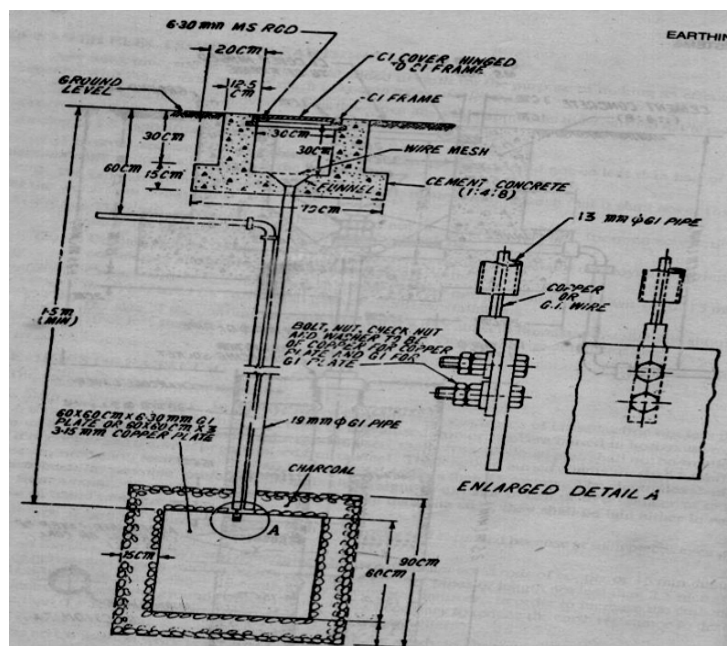 EARTHIN
6·30 mm MS ROD
20CM
CI COVER HINGED
TO CI FRAME
GROUND
LEVEL
12·5
CM
CI FRAME
30CM
30CM
30CM
WIRE MESH
60CM
15CM
FUNNEL
CEMENT CONCRETE
(1:4:8)
13 mm φ GI PIPE
COPPER
OR
G.I. WIRE
1·5m
(MIN)
BOLT, NUT, CHECK NUT
AND WASHER TO BE
OF COPPER FOR COPPER
PLATE AND GI FOR
GI PLATE
60X60CM X 6·30mm GI
PLATE OR 60X60CM X
3·15 mm COPPER PLATE
19 mm φ GI PIPE
CHARCOAL
ENLARGED DETAIL A
A
15CM
60CM
90CM